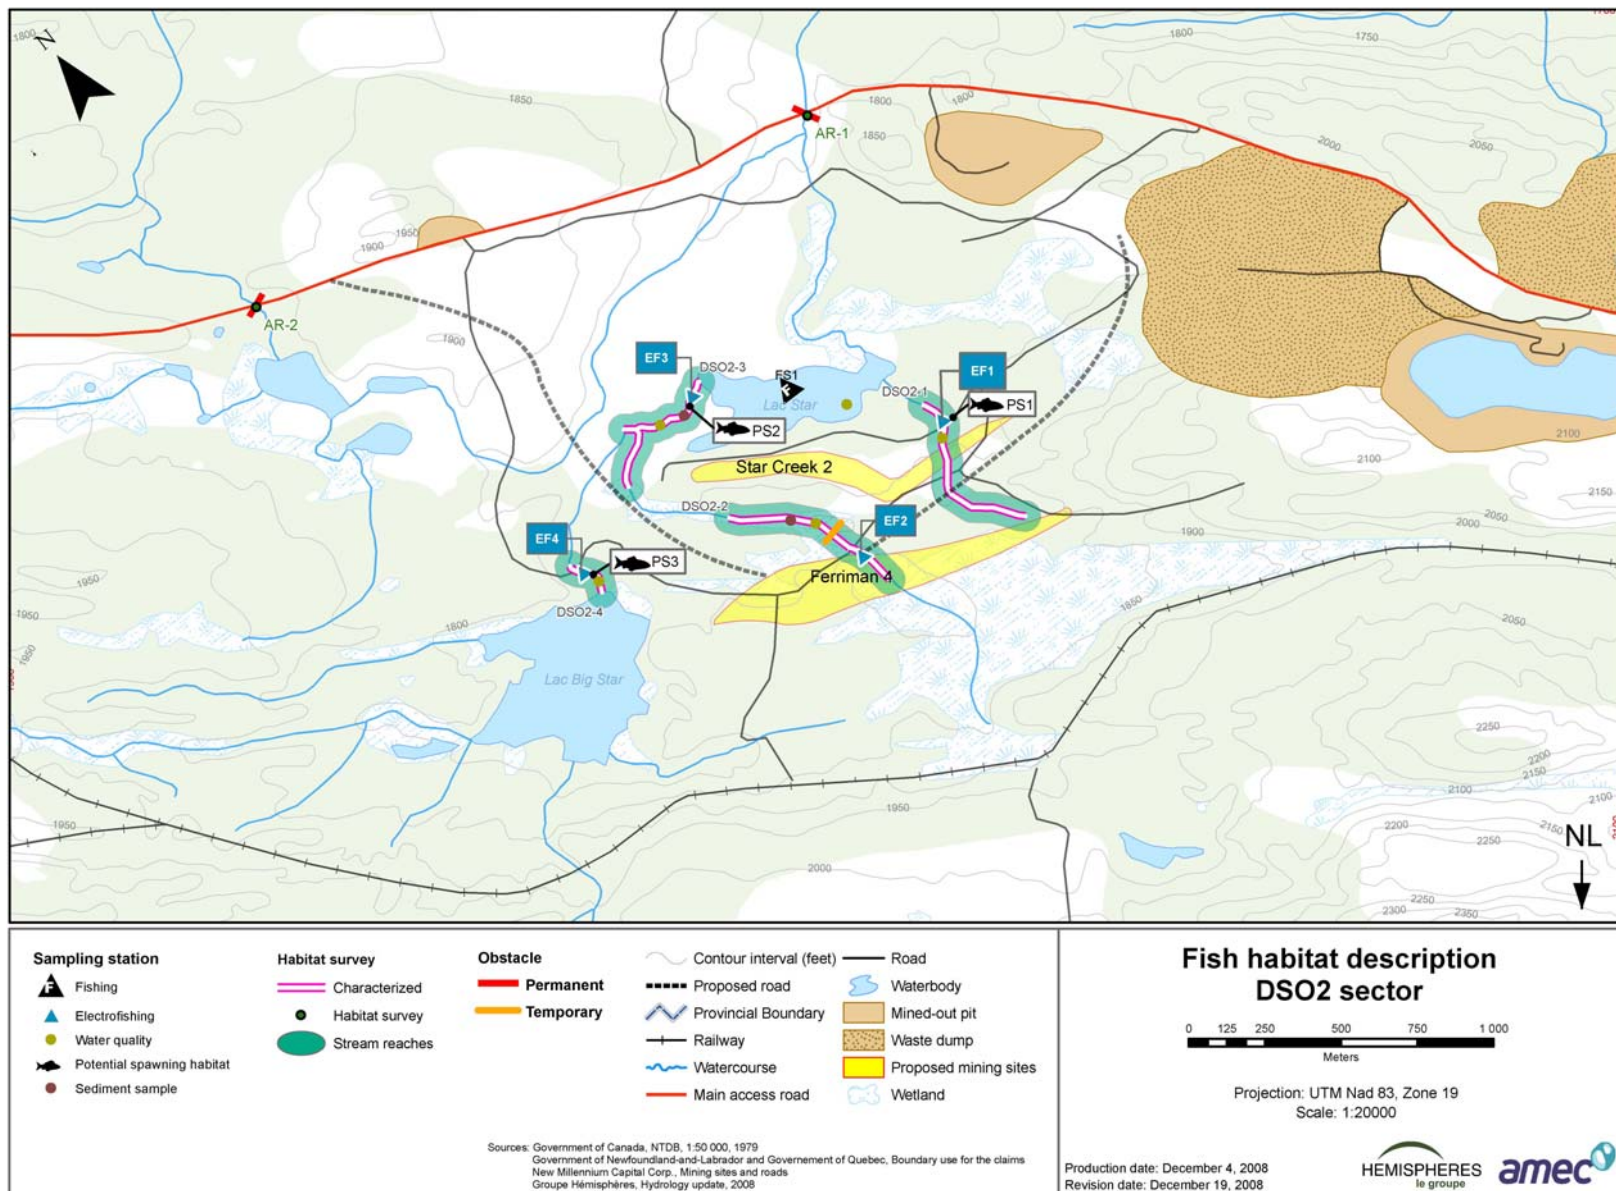 N
1800
1850
1800
1750
1800
1800
1850
AR-1
2000
2050
2050
2000
1950
1900
AR-2
1900
EF3
DSO2-3
FS1
F
Lac Star
DSO2-1
EF1
PS1
PS2
Star Creek 2
2100
2100
2150
2050
2000
1900
DSO2-2
EF2
EF4
PS3
Ferriman 4
DSO2-4
1950
1950
1950
1800
1850
Lac Big Star
2050
2250
2200
2150
2100
2100
2150
2200
2250
1950
1950
2000
2250
2300
2350
NL
Sampling station
F Fishing
Electrofishing
Water quality
Potential spawning habitat
Sediment sample
Habitat survey
Characterized
Habitat survey
Stream reaches
Obstacle
Permanent
Temporary
Contour interval (feet)
Proposed road
Provincial Boundary
Railway
Watercourse
Main access road
Road
Waterbody
Mined-out pit
Waste dump
Proposed mining sites
Wetland
Sources: Government of Canada, NTDB, 1:50 000, 1979
Government of Newfoundland-and-Labrador and Governement of Quebec, Boundary use for the claims
New Millennium Capital Corp., Mining sites and roads
Groupe Hémisphères, Hydrology update, 2008
Fish habitat description
DSO2 sector
0 125 250 500 750 1 000
Meters
Projection: UTM Nad 83, Zone 19
Scale: 1:20000
Production date: December 4, 2008
Revision date: December 19, 2008
HEMISPHERES
le groupe
amec